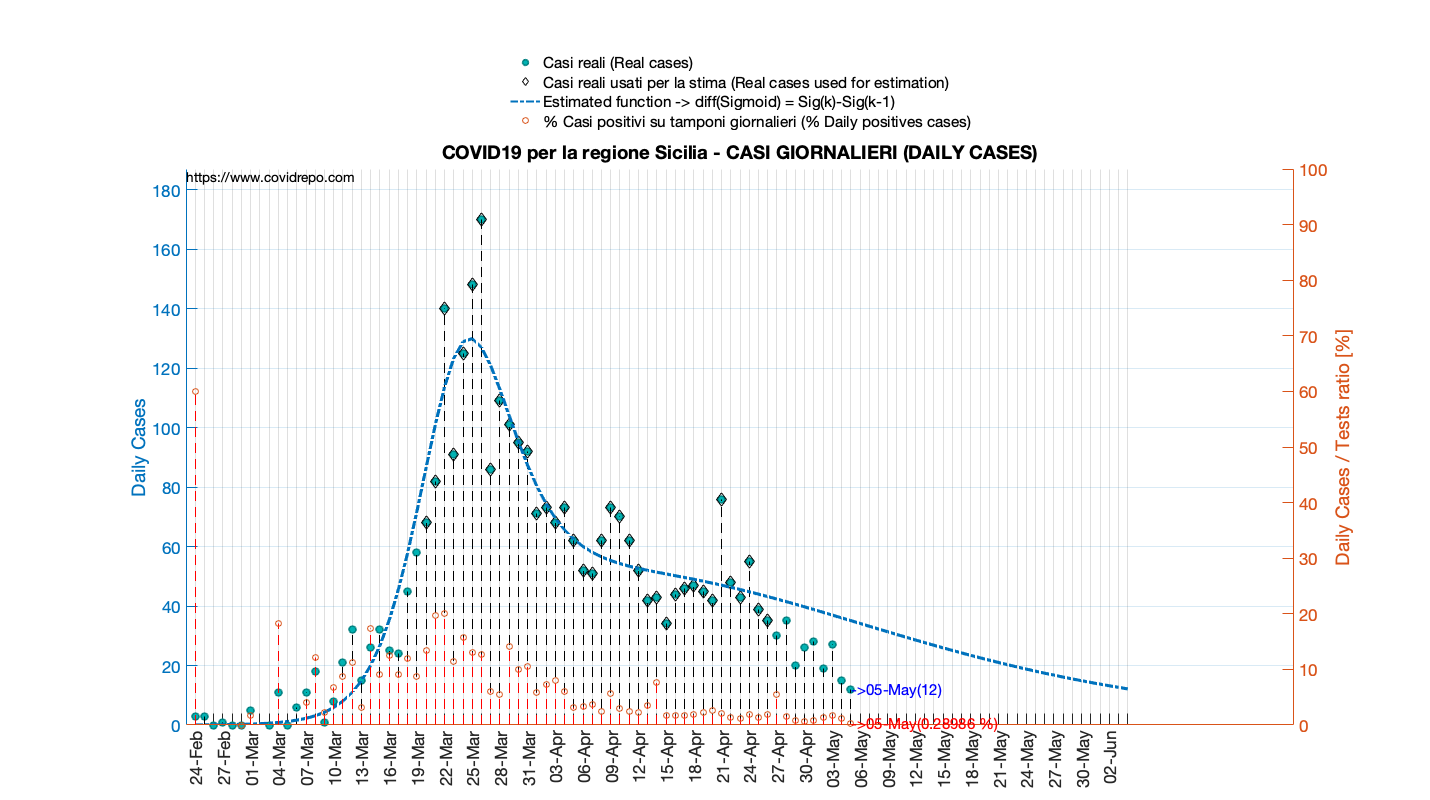 Casi reali (Real cases)
Casi reali usati per la stima (Real cases used for estimation)
Estimated function -> diff(Sigmoid) = Sig(k)-Sig(k-1)
% Casi positivi su tamponi giornalieri (% Daily positives cases)
COVID19 per la regione Sicilia - CASI GIORNALIERI (DAILY CASES)
https://www.covidrepo.com
Daily Cases
180
160
140
120
100
80
60
40
20
0
100
90
80
70
60
50
40
30
20
10
0
Daily Cases / Tests ratio [%]
>05-May(12)
>05-May(0.28986 %)
24-Feb
27-Feb
01-Mar
04-Mar
07-Mar
10-Mar
13-Mar
16-Mar
19-Mar
22-Mar
25-Mar
28-Mar
31-Mar
03-Apr
06-Apr
09-Apr
12-Apr
15-Apr
18-Apr
21-Apr
24-Apr
27-Apr
30-Apr
03-May
06-May
09-May
12-May
15-May
18-May
21-May
24-May
27-May
30-May
02-Jun